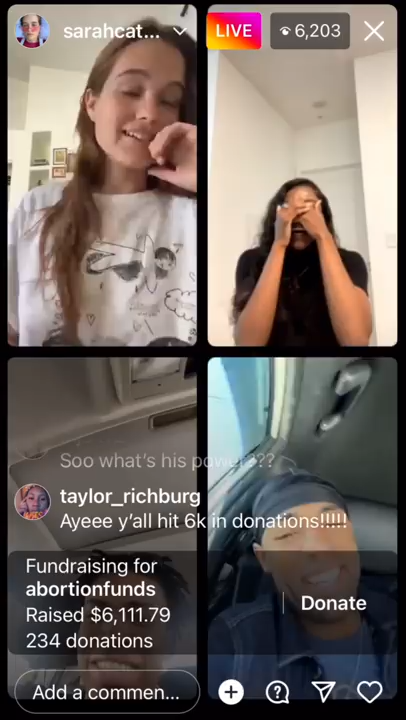 sarahcat...
LIVE
6,203
Soo what's his power???
taylor_richburg
Ayeee y'all hit 6k in donations!!!!!
Fundraising for
abortionfunds
Raised $6,111.79
234 donations
Donate
Add a commen...